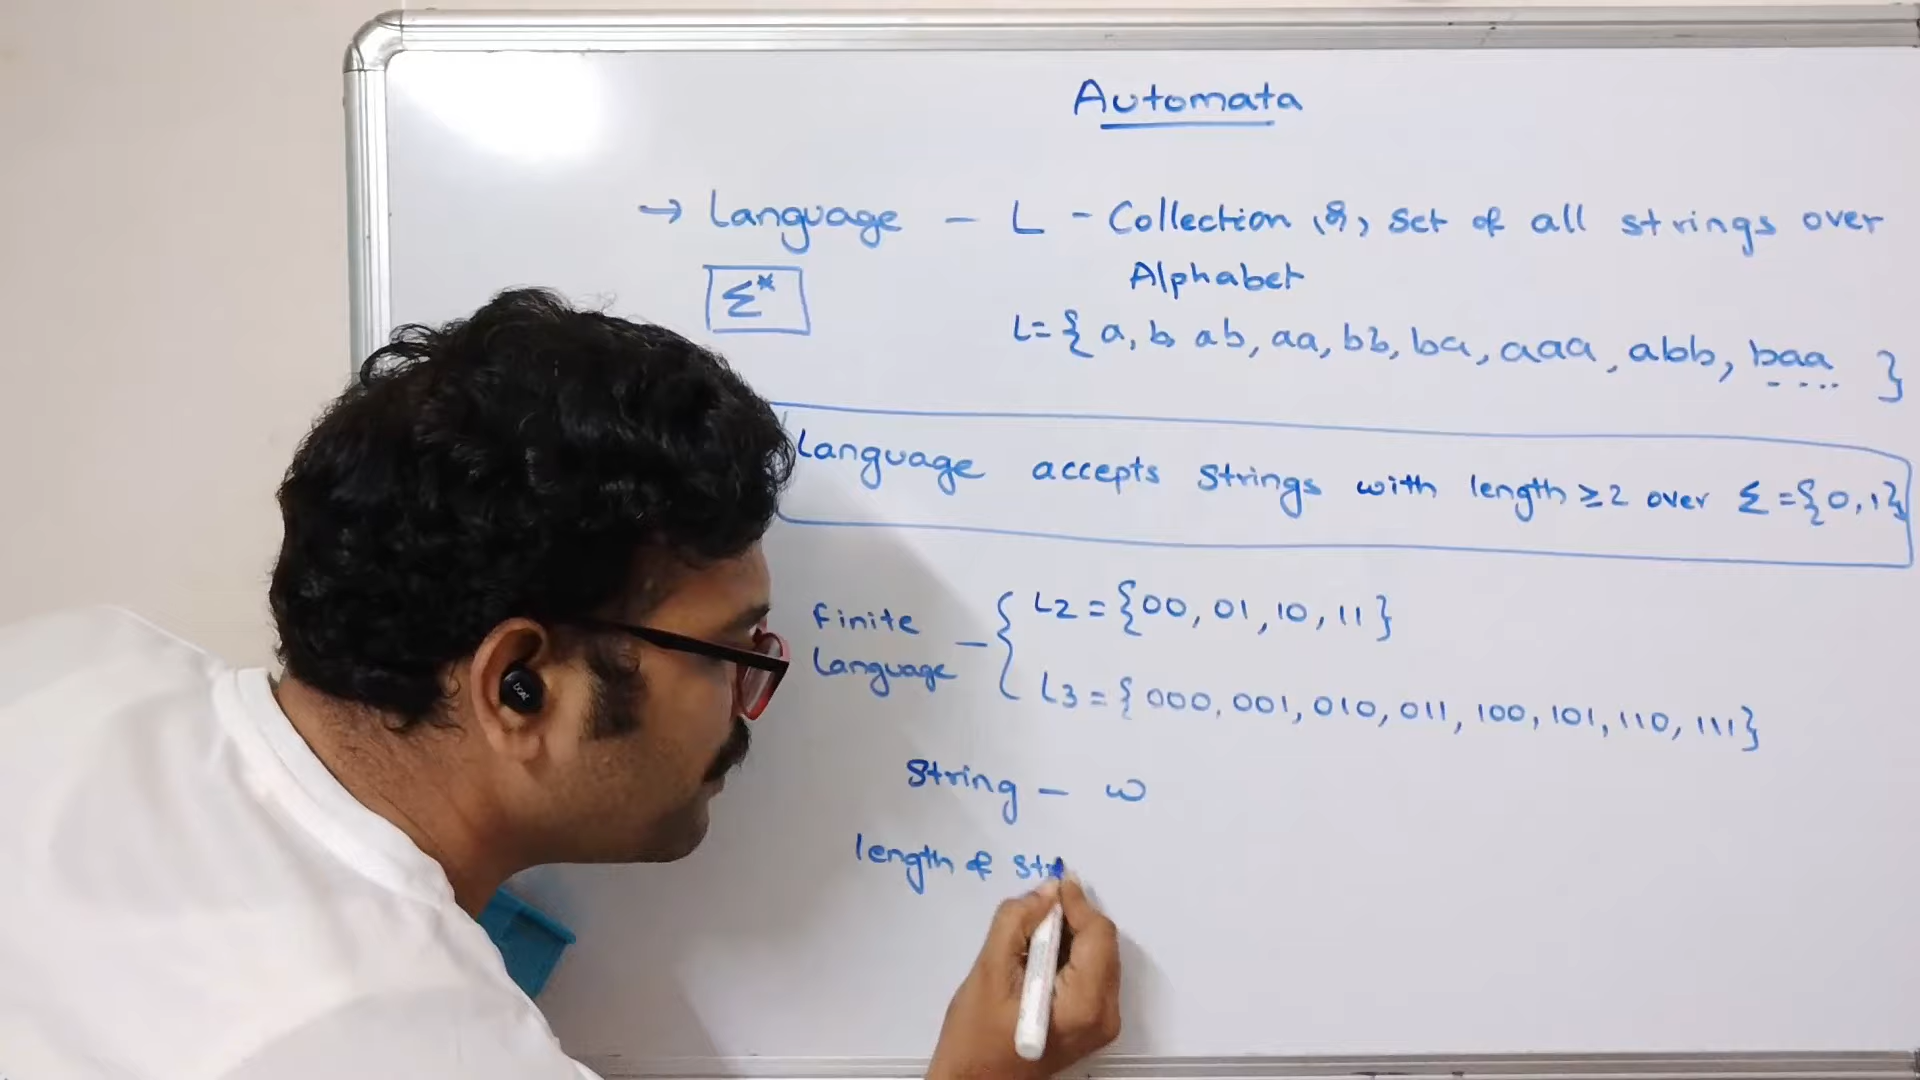 Automata
→ Language - L - Collection (or) set of all strings over
Alphabet
Σ*
L = { a, b, ab, aa, bb, ba, aaa, abb, baa .... }
Language accepts strings with length ≥ 2 over Σ = {0, 1}
Finite Language - { L2 = {00, 01, 10, 11}
L3 = {000, 001, 010, 011, 100, 101, 110, 111}
String - ω
length of str
boat